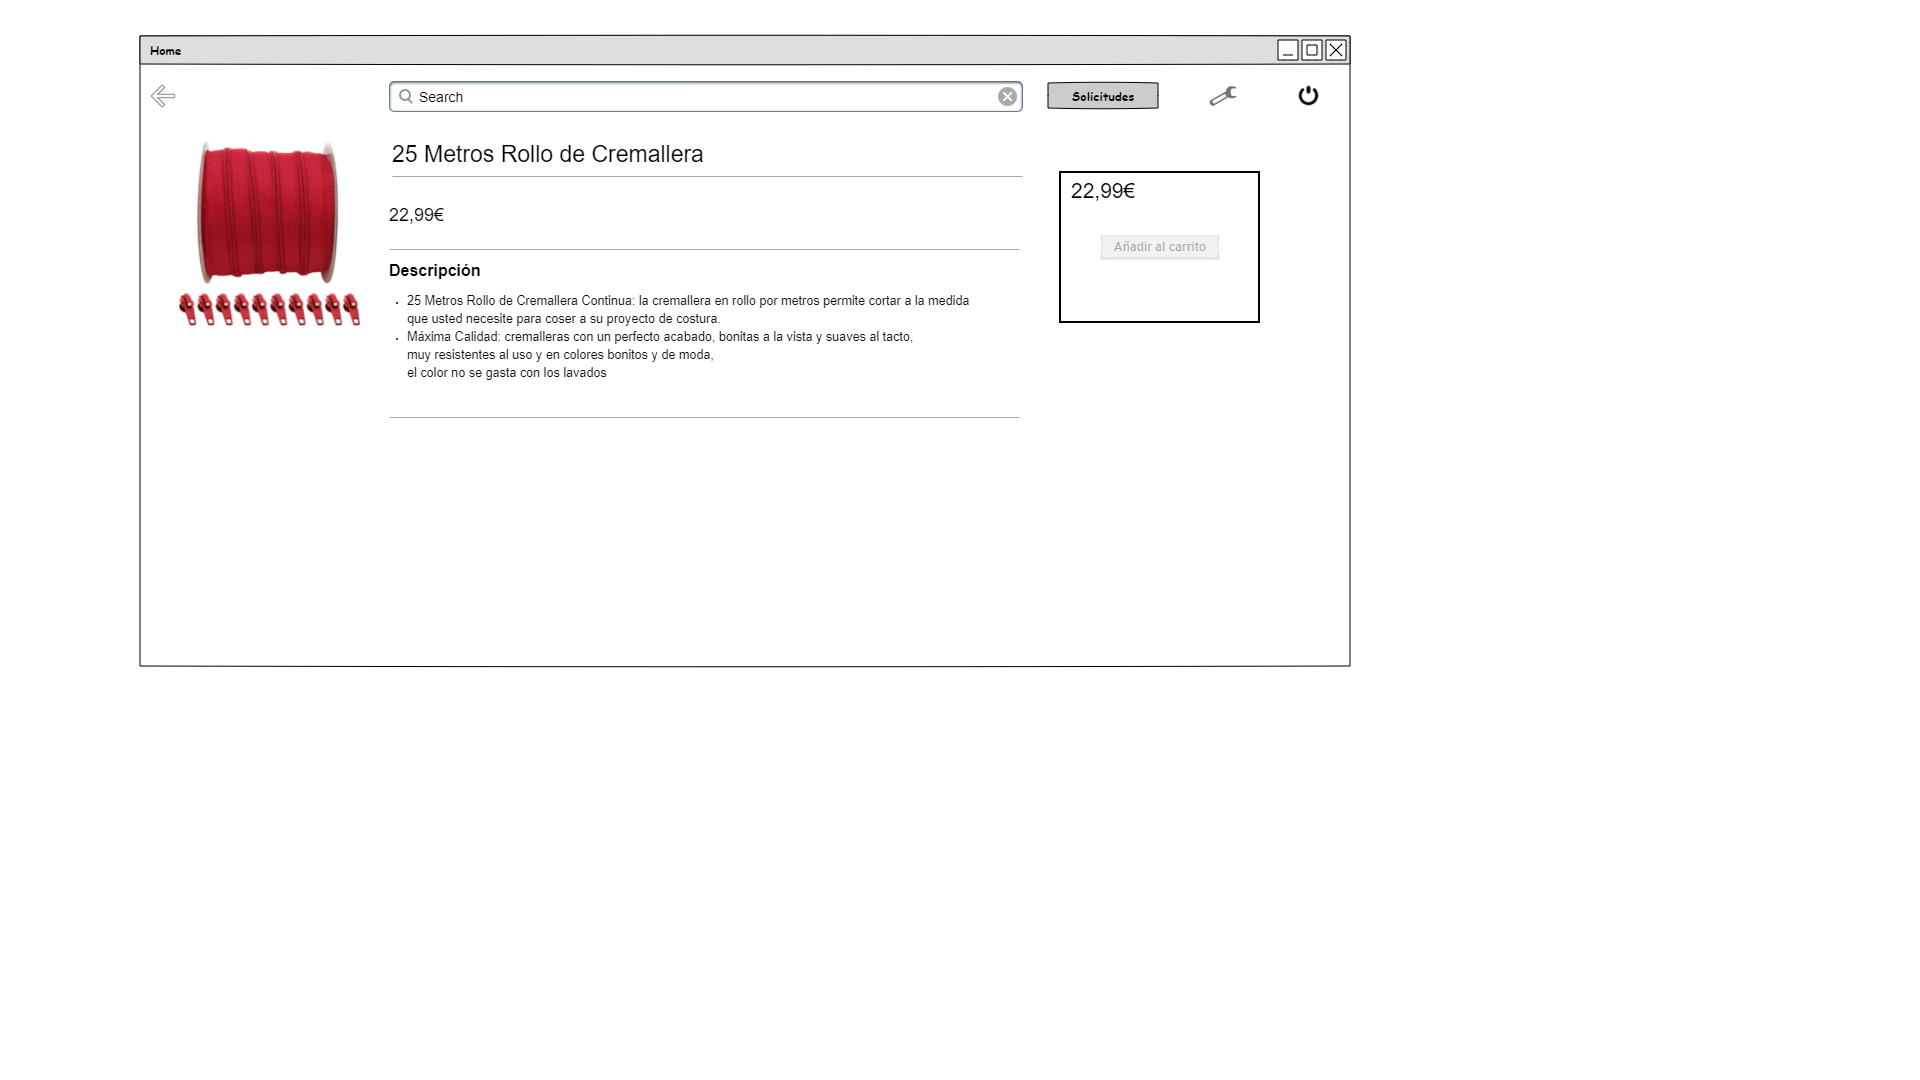 Home
Search
Solicitudes
25 Metros Rollo de Cremallera
22,99€
22,99€
Añadir al carrito
Descripción
25 Metros Rollo de Cremallera Continua: la cremallera en rollo por metros permite cortar a la medida
que usted necesite para coser a su proyecto de costura.
Máxima Calidad: cremalleras con un perfecto acabado, bonitas a la vista y suaves al tacto,
muy resistentes al uso y en colores bonitos y de moda,
el color no se gasta con los lavados